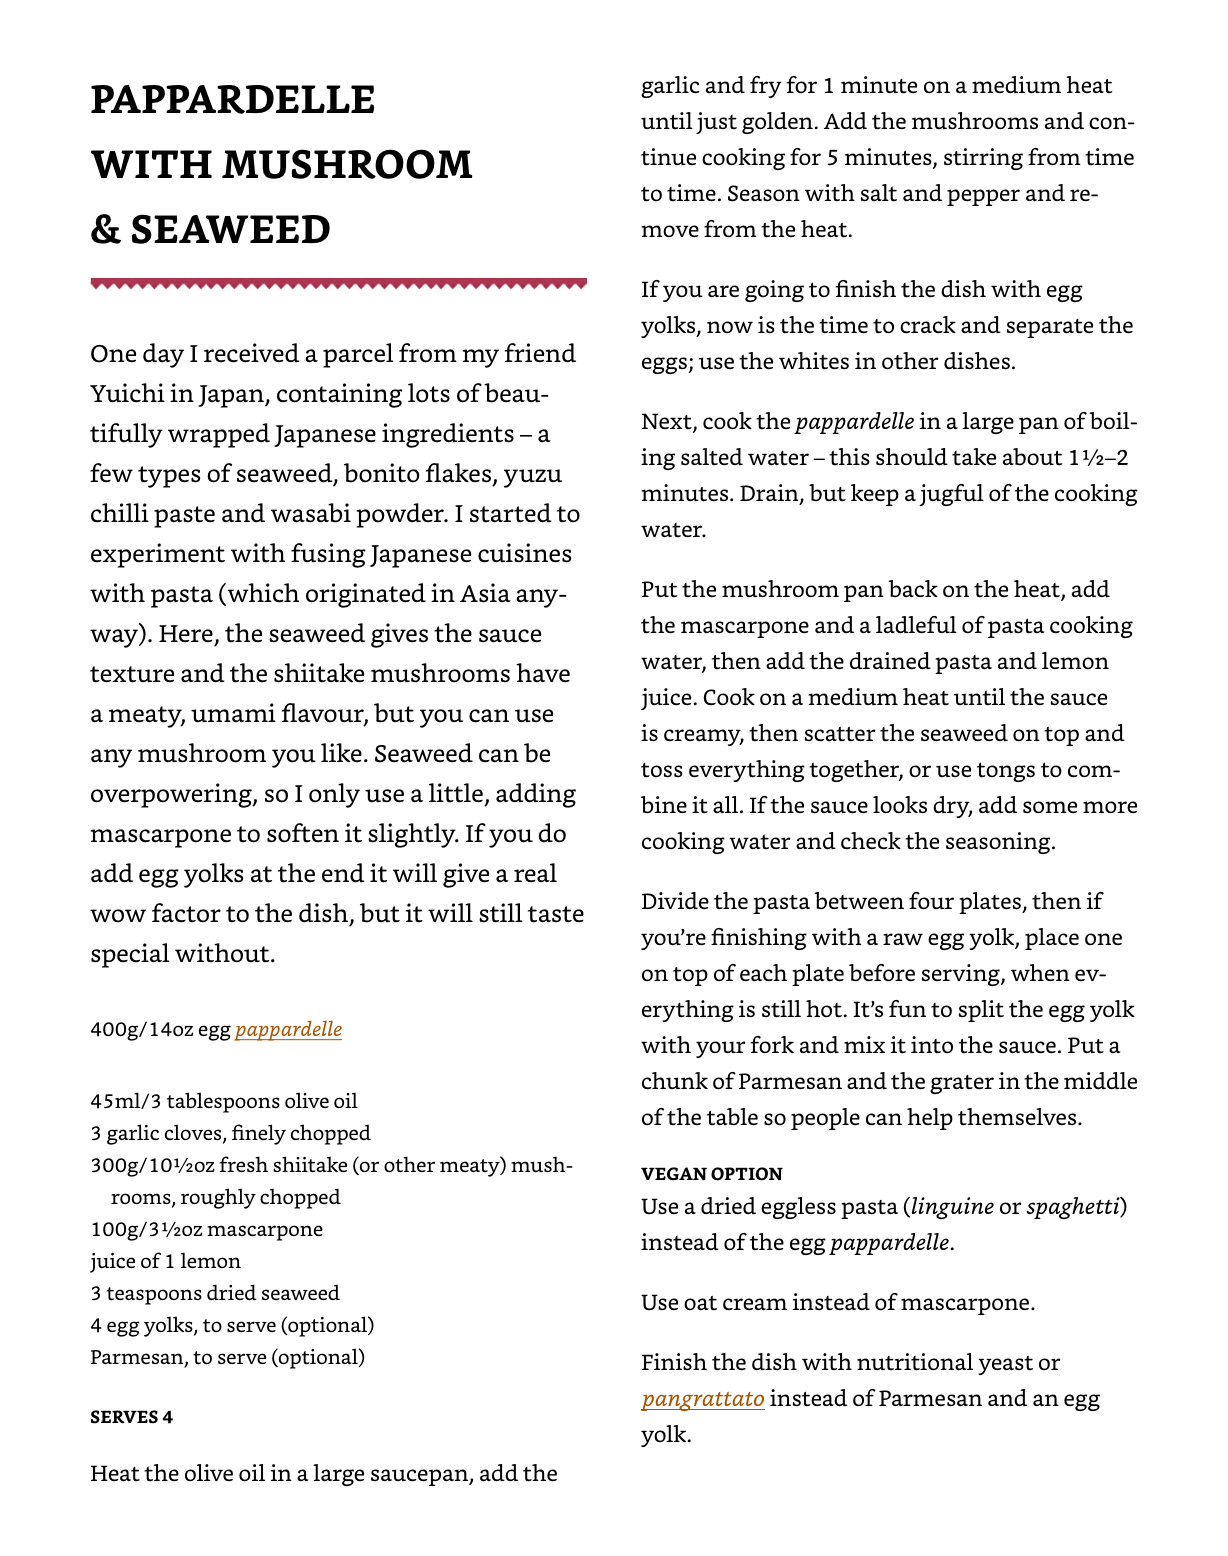 PAPPARDELLE
WITH MUSHROOM
& SEAWEED
One day I received a parcel from my friend
Yuichi in Japan, containing lots of beau-
tifully wrapped Japanese ingredients – a
few types of seaweed, bonito flakes, yuzu
chilli paste and wasabi powder. I started to
experiment with fusing Japanese cuisines
with pasta (which originated in Asia any-
way). Here, the seaweed gives the sauce
texture and the shiitake mushrooms have
a meaty, umami flavour, but you can use
any mushroom you like. Seaweed can be
overpowering, so I only use a little, adding
mascarpone to soften it slightly. If you do
add egg yolks at the end it will give a real
wow factor to the dish, but it will still taste
special without.
400g/14oz egg pappardelle
45ml/3 tablespoons olive oil
3 garlic cloves, finely chopped
300g/10½oz fresh shiitake (or other meaty) mush-
rooms, roughly chopped
100g/3½oz mascarpone
juice of 1 lemon
3 teaspoons dried seaweed
4 egg yolks, to serve (optional)
Parmesan, to serve (optional)
SERVES 4
Heat the olive oil in a large saucepan, add the
garlic and fry for 1 minute on a medium heat
until just golden. Add the mushrooms and con-
tinue cooking for 5 minutes, stirring from time
to time. Season with salt and pepper and re-
move from the heat.
If you are going to finish the dish with egg
yolks, now is the time to crack and separate the
eggs; use the whites in other dishes.
Next, cook the pappardelle in a large pan of boil-
ing salted water – this should take about 1½–2
minutes. Drain, but keep a jugful of the cooking
water.
Put the mushroom pan back on the heat, add
the mascarpone and a ladleful of pasta cooking
water, then add the drained pasta and lemon
juice. Cook on a medium heat until the sauce
is creamy, then scatter the seaweed on top and
toss everything together, or use tongs to com-
bine it all. If the sauce looks dry, add some more
cooking water and check the seasoning.
Divide the pasta between four plates, then if
you’re finishing with a raw egg yolk, place one
on top of each plate before serving, when ev-
erything is still hot. It’s fun to split the egg yolk
with your fork and mix it into the sauce. Put a
chunk of Parmesan and the grater in the middle
of the table so people can help themselves.
VEGAN OPTION
Use a dried eggless pasta (linguine or spaghetti)
instead of the egg pappardelle.
Use oat cream instead of mascarpone.
Finish the dish with nutritional yeast or
pangrattato instead of Parmesan and an egg
yolk.